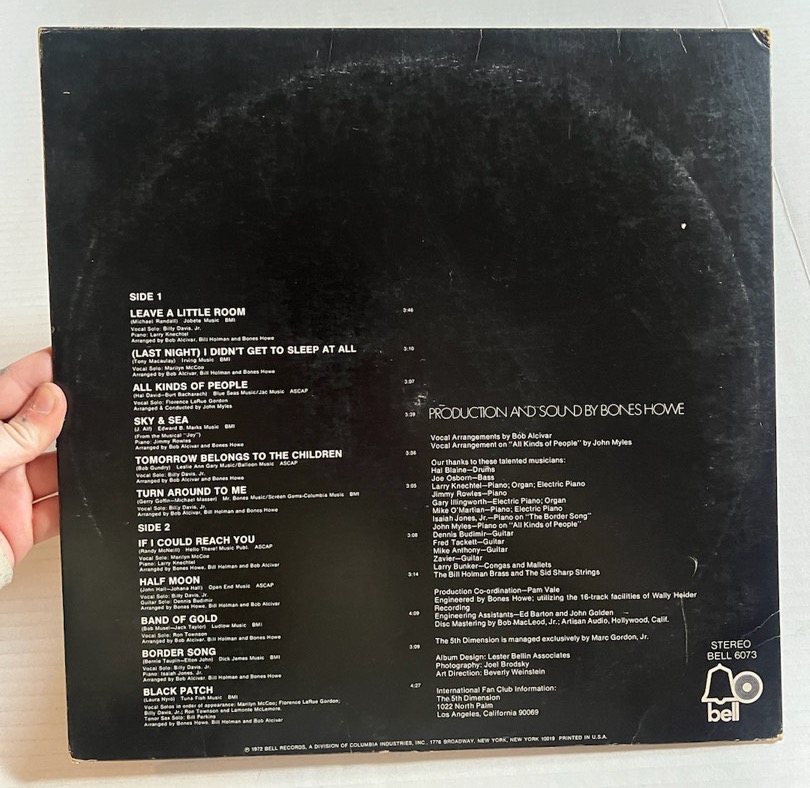 SIDE 1
LEAVE A LITTLE ROOM 3:46
(Michael Randall) Jobete Music BMI
Vocal Solo: Billy Davis, Jr.
Piano: Larry Knechtel
Arranged by Bob Alcivar, Bill Holman and Bones Howe
(LAST NIGHT) I DIDN'T GET TO SLEEP AT ALL 3:10
(Tony Macaulay) Irving Music BMI
Vocal Solo: Marilyn McCoo
Arranged by Bob Alcivar, Bill Holman and Bones Howe
ALL KINDS OF PEOPLE 3:07
(Hal David—Burt Bacharach) Blue Seas Music/Jac Music ASCAP
Vocal Solo: Florence LaRue Gordon
Arranged & Conducted by John Myles
SKY & SEA 3:39
(J. Alf) Edward B. Marks Music BMI
(From the Musical "Joy")
Piano: Jimmy Rowles
Arranged by Bob Alcivar and Bones Howe
TOMORROW BELONGS TO THE CHILDREN 3:06
(Bob Gundry) Leslie Ann Gary Music/Balloon Music ASCAP
Vocal Solo: Billy Davis, Jr.
Arranged by Bob Alcivar and Bones Howe
TURN AROUND TO ME 3:05
(Gerry Goffin—Michael Masser) Mr. Bones Music/Screen Gems-Columbia Music BMI
Vocal Solo: Billy Davis, Jr.
Arranged by Bob Alcivar, Bill Holman and Bones Howe
SIDE 2
IF I COULD REACH YOU 3:08
(Randy McNeill) Hello There! Music Publ. ASCAP
Vocal Solo: Marilyn McCoo
Piano: Larry Knechtel
Arranged by Bones Howe, Bill Holman and Bob Alcivar
HALF MOON 3:14
(John Hall—Johana Hall) Open End Music ASCAP
Vocal Solo: Billy Davis, Jr.
Guitar Solo: Dennis Budimir
Arranged by Bones Howe, Bill Holman and Bob Alcivar
BAND OF GOLD 4:09
(Bob Musel—Jack Taylor) Ludlow Music BMI
Vocal Solo: Ron Townson
Arranged by Bob Alcivar, Bill Holman and Bones Howe
BORDER SONG 3:09
(Bernie Taupin—Elton John) Dick James Music BMI
Vocal Solo: Billy Davis, Jr.
Piano: Isaiah Jones, Jr.
Arranged by Bob Alcivar, Bill Holman and Bones Howe
BLACK PATCH 4:27
(Laura Nyro) Tuna Fish Music BMI
Vocal Solos in order of appearance: Marilyn McCoo; Florence LaRue Gordon;
Billy Davis, Jr.; Ron Townson and Lamonte McLemore.
Tenor Sax Solo: Bill Perkins
Arranged by Bones Howe, Bill Holman and Bob Alcivar
PRODUCTION AND SOUND BY BONES HOWE
Vocal Arrangements by Bob Alcivar
Vocal Arrangement on "All Kinds of People" by John Myles
Our thanks to these talented musicians:
Hal Blaine—Drums
Joe Osborn—Bass
Larry Knechtel—Piano; Organ; Electric Piano
Jimmy Rowles—Piano
Gary Illingworth—Electric Piano; Organ
Mike O'Martian—Piano; Electric Piano
Isaiah Jones, Jr.—Piano on "The Border Song"
John Myles—Piano on "All Kinds of People"
Dennis Budimir—Guitar
Fred Tackett—Guitar
Mike Anthony—Guitar
Zavier—Guitar
Larry Bunker—Congas and Mallets
The Bill Holman Brass and The Sid Sharp Strings
Production Co-ordination—Pam Vale
Engineered by Bones Howe; utilizing the 16-track facilities of Wally Heider
Recording
Engineering Assistants—Ed Barton and John Golden
Disc Mastering by Bob MacLeod, Jr.; Artisan Audio, Hollywood, Calif.
The 5th Dimension is managed exclusively by Marc Gordon, Jr.
Album Design: Lester Bellin Associates
Photography: Joel Brodsky
Art Direction: Beverly Weinstein
International Fan Club Information:
The 5th Dimension
1022 North Palm
Los Angeles, California 90069
STEREO
BELL 6073
bell
℗ 1972 BELL RECORDS, A DIVISION OF COLUMBIA INDUSTRIES, INC., 1776 BROADWAY, NEW YORK, NEW YORK 10019 PRINTED IN U.S.A.